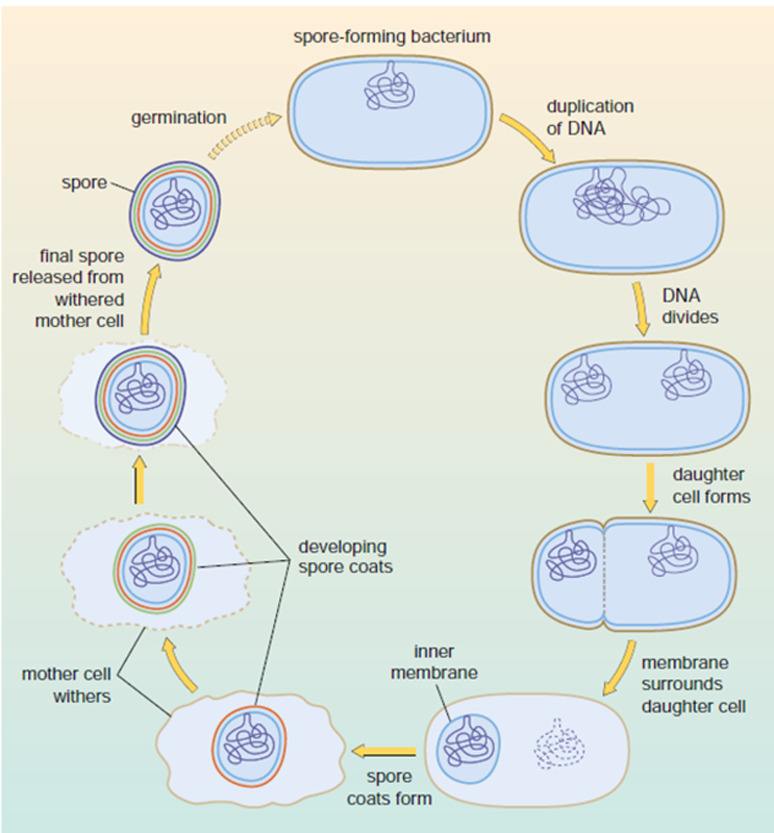 spore-forming bacterium
duplication
of DNA
DNA
divides
daughter
cell forms
membrane
surrounds
daughter cell
inner
membrane
spore
coats form
mother cell
withers
developing
spore coats
final spore
released from
withered
mother cell
spore
germination